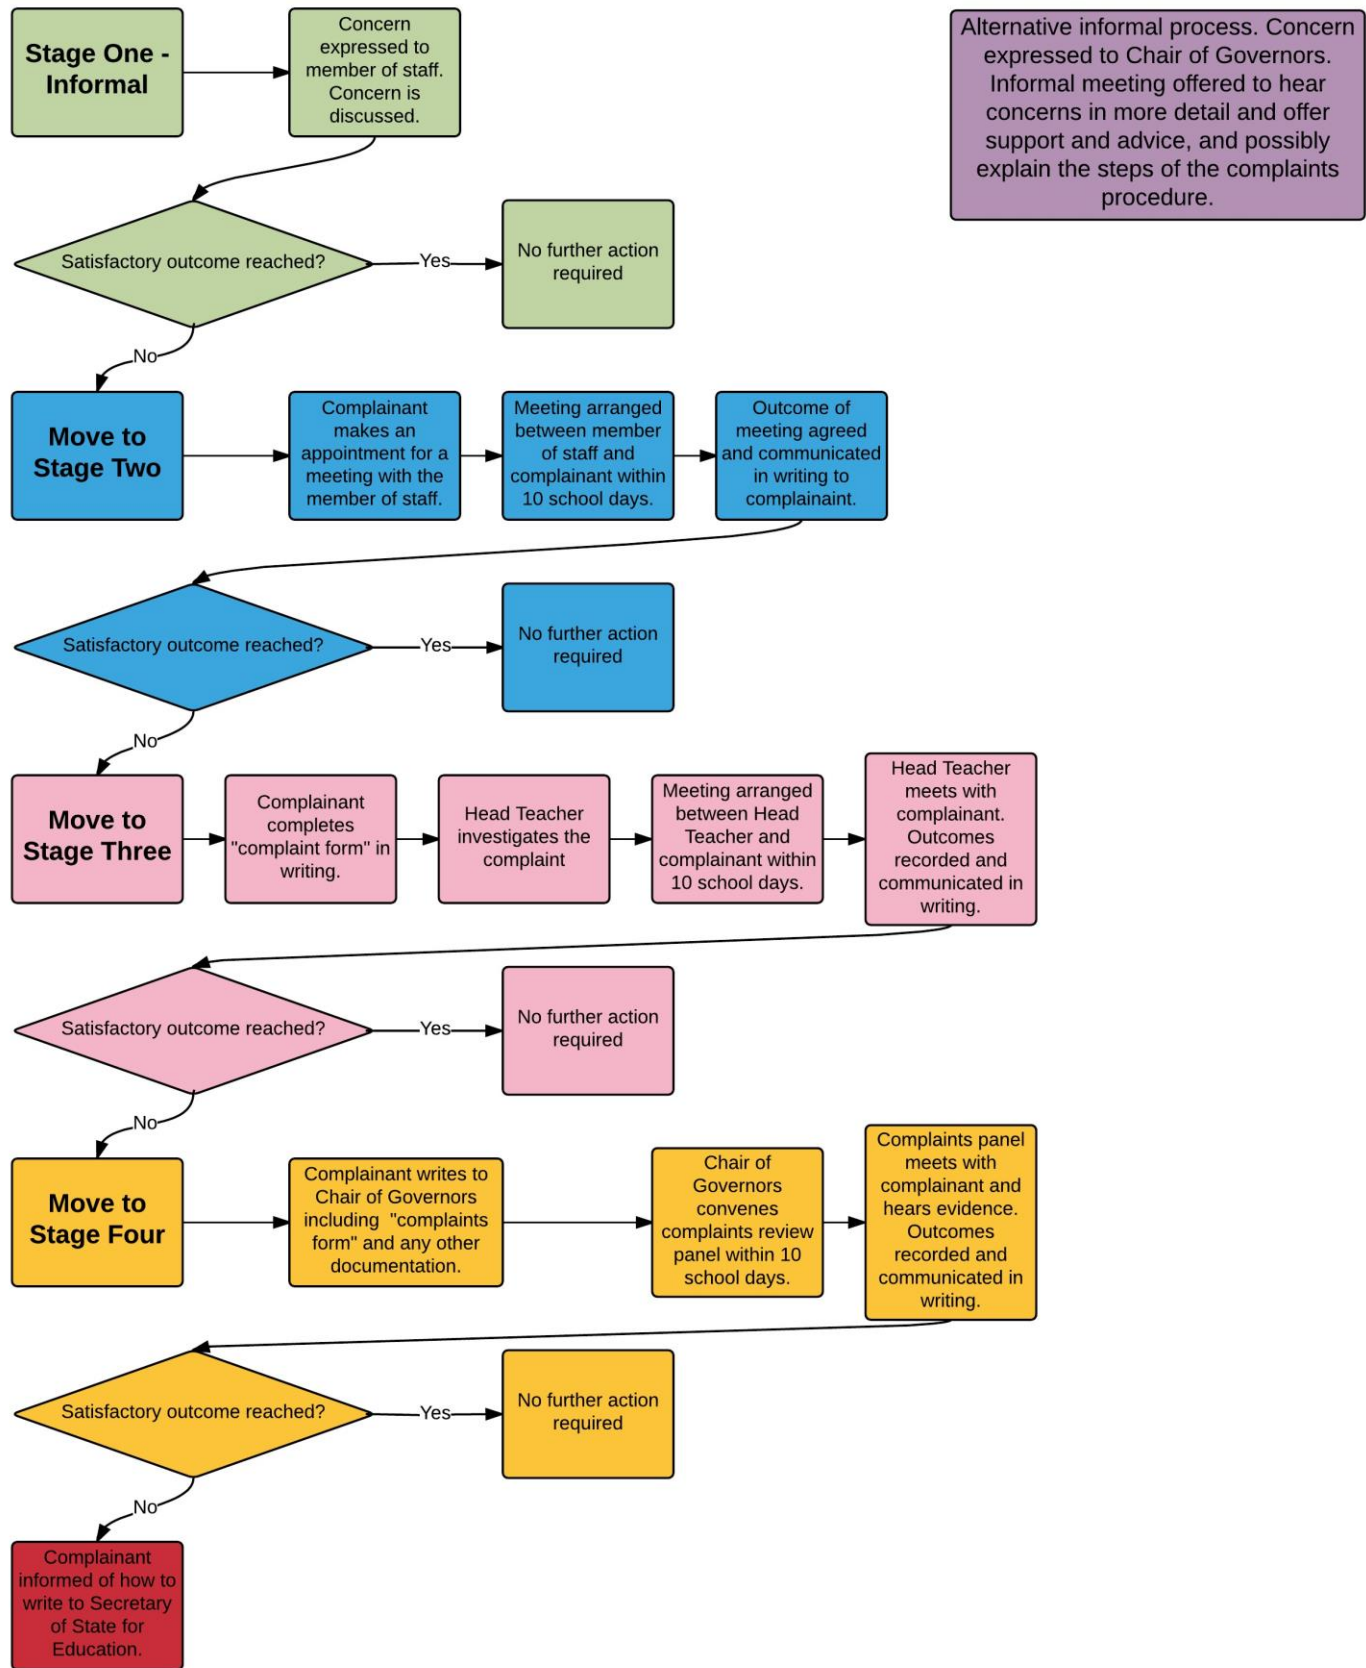 Stage One -
Informal
Concern
expressed to
member of staff.
Concern is
discussed.
Alternative informal process. Concern
expressed to Chair of Governors.
Informal meeting offered to hear
concerns in more detail and offer
support and advice, and possibly
explain the steps of the complaints
procedure.
Satisfactory outcome reached?
Yes
No further action
required
No
Move to
Stage Two
Complainant
makes an
appointment for a
meeting with the
member of staff.
Meeting arranged
between member
of staff and
complainant within
10 school days.
Outcome of
meeting agreed
and communicated
in writing to
complainaint.
Satisfactory outcome reached?
Yes
No further action
required
No
Move to
Stage Three
Complainant
completes
"complaint form" in
writing.
Head Teacher
investigates the
complaint
Meeting arranged
between Head
Teacher and
complainant within
10 school days.
Head Teacher
meets with
complainant.
Outcomes
recorded and
communicated in
writing.
Satisfactory outcome reached?
Yes
No further action
required
No
Move to
Stage Four
Complainant writes to
Chair of Governors
including "complaints
form" and any other
documentation.
Chair of
Governors
convenes
complaints review
panel within 10
school days.
Complaints panel
meets with
complainant and
hears evidence.
Outcomes
recorded and
communicated in
writing.
Satisfactory outcome reached?
Yes
No further action
required
No
Complainant
informed of how to
write to Secretary
of State for
Education.